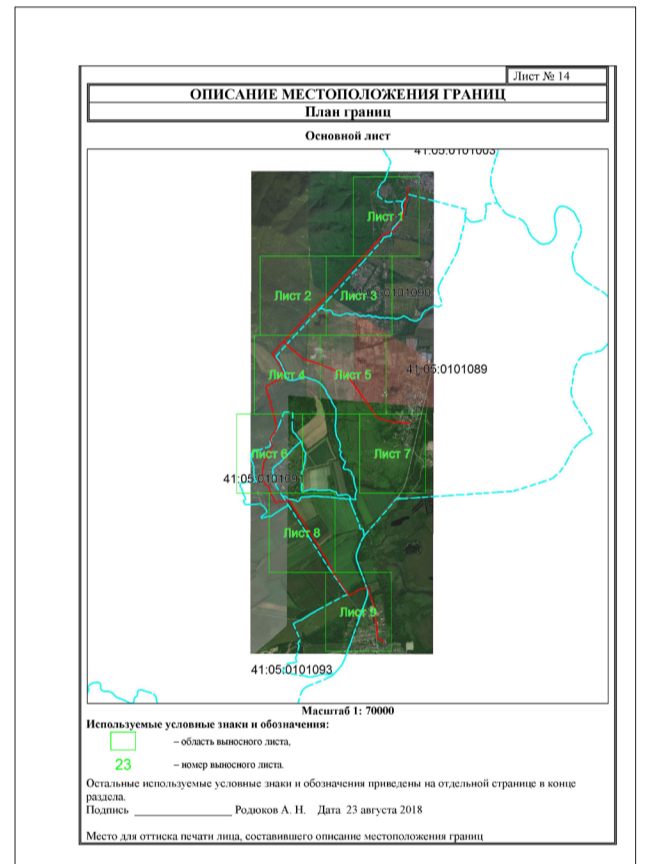 Лист № 14
ОПИСАНИЕ МЕСТОПОЛОЖЕНИЯ ГРАНИЦ
План границ
Основной лист
41:05:0101003
Лист 1
Лист 2
Лист 3
Лист 4
Лист 5
41:05:0101089
Лист 6
Лист 7
41:05:0101091
Лист 8
Лист 9
41:05:0101093
Масштаб 1: 70000
Используемые условные знаки и обозначения:
– область выносного листа,
23 – номер выносного листа.
Остальные используемые условные знаки и обозначения приведены на отдельной странице в конце
раздела.
Подпись Родюков А. Н. Дата 23 августа 2018
Место для оттиска печати лица, составившего описание местоположения границ